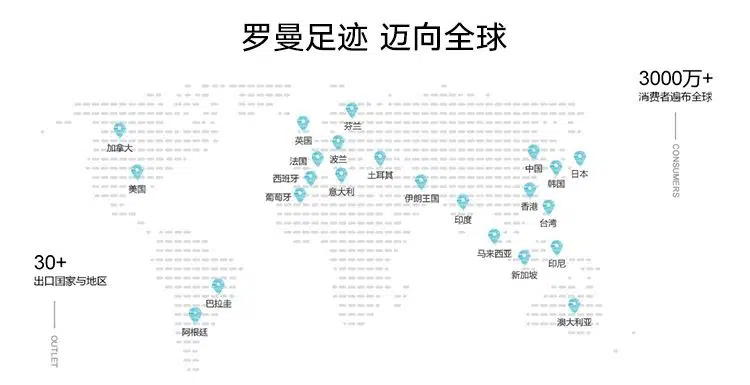 罗曼足迹 迈向全球
3000万+
消费者遍布全球
CONSUMERS
芬兰
英国
加拿大
法国
波兰
土耳其
中国
韩国
日本
美国
西班牙
意大利
葡萄牙
伊朗王国
印度
香港
台湾
马来西亚
新加坡
印尼
30+
出口国家与地区
OUTLET
巴拉圭
阿根廷
澳大利亚